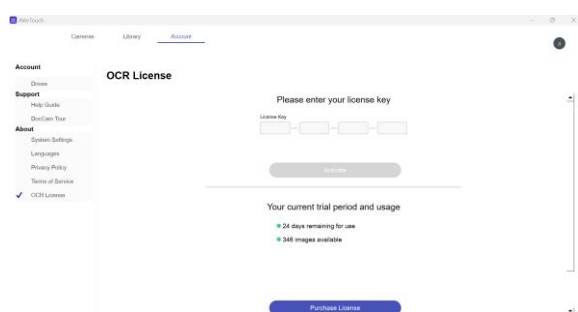 AVerTouch
Cameras Library Account
Account
Drives
Support
Help Guide
DocCam Tour
About
System Settings
Languages
Privacy Policy
Terms of Service
OCR License
OCR License
Please enter your license key
License Key
Activate
Your current trial period and usage
24 days remaining for use
346 images available
Purchase License